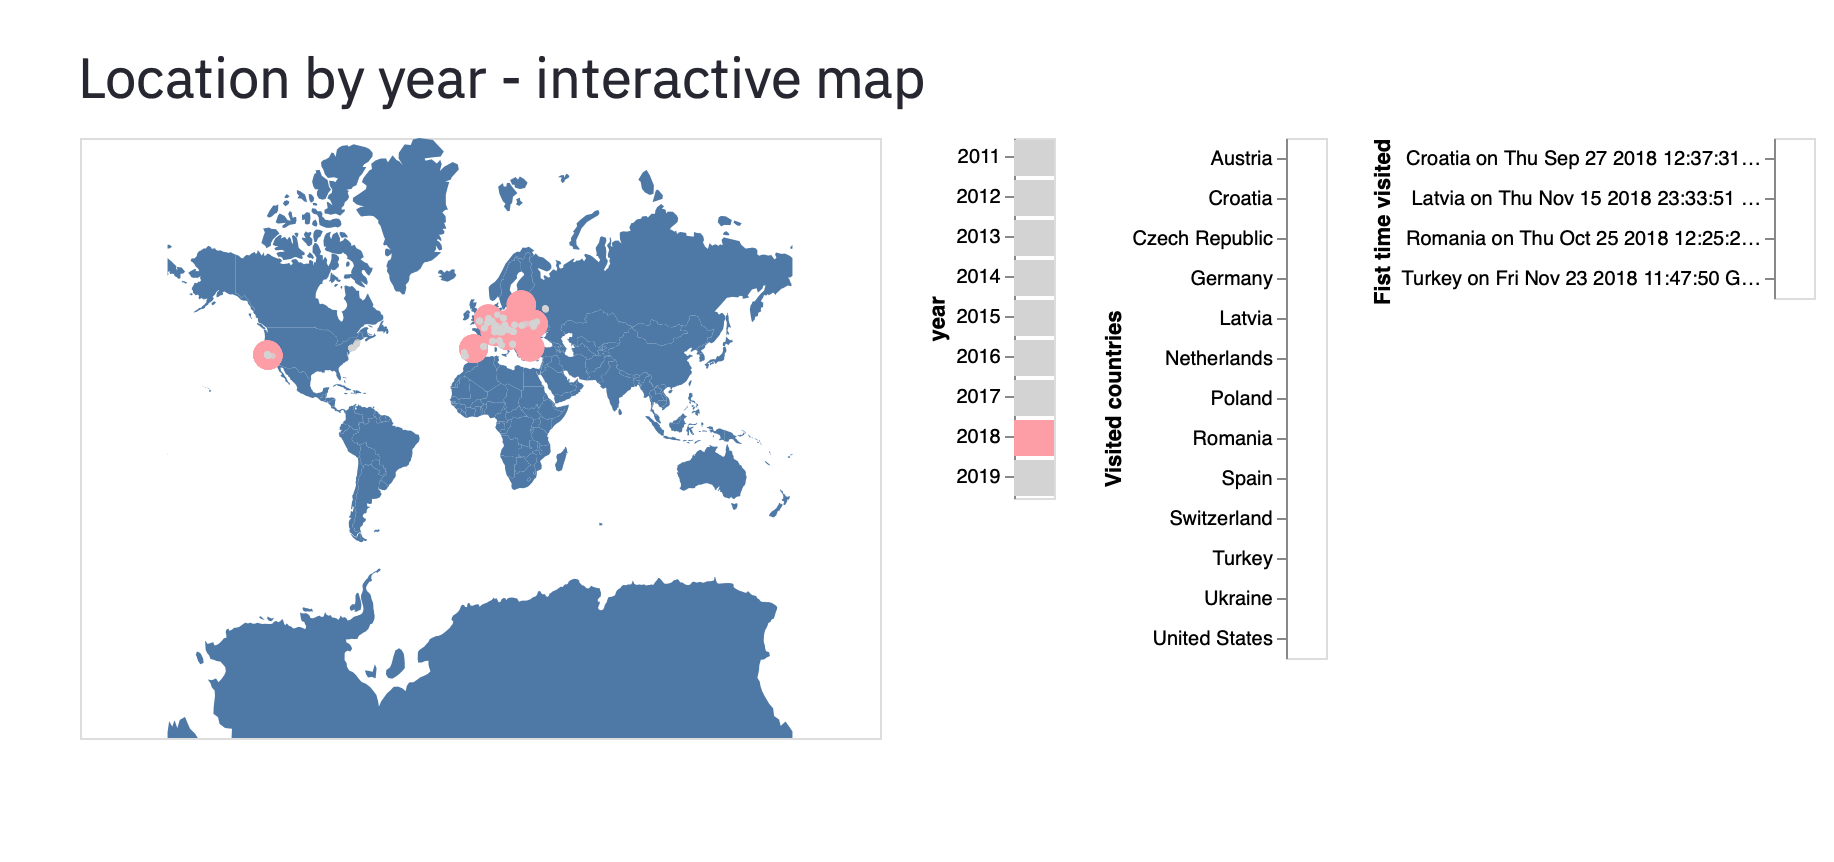 Location by year - interactive map
year
2011
2012
2013
2014
2015
2016
2017
2018
2019
Visited countries
Austria
Croatia
Czech Republic
Germany
Latvia
Netherlands
Poland
Romania
Spain
Switzerland
Turkey
Ukraine
United States
Fist time visited
Croatia on Thu Sep 27 2018 12:37:31…
Latvia on Thu Nov 15 2018 23:33:51 …
Romania on Thu Oct 25 2018 12:25:2…
Turkey on Fri Nov 23 2018 11:47:50 G…